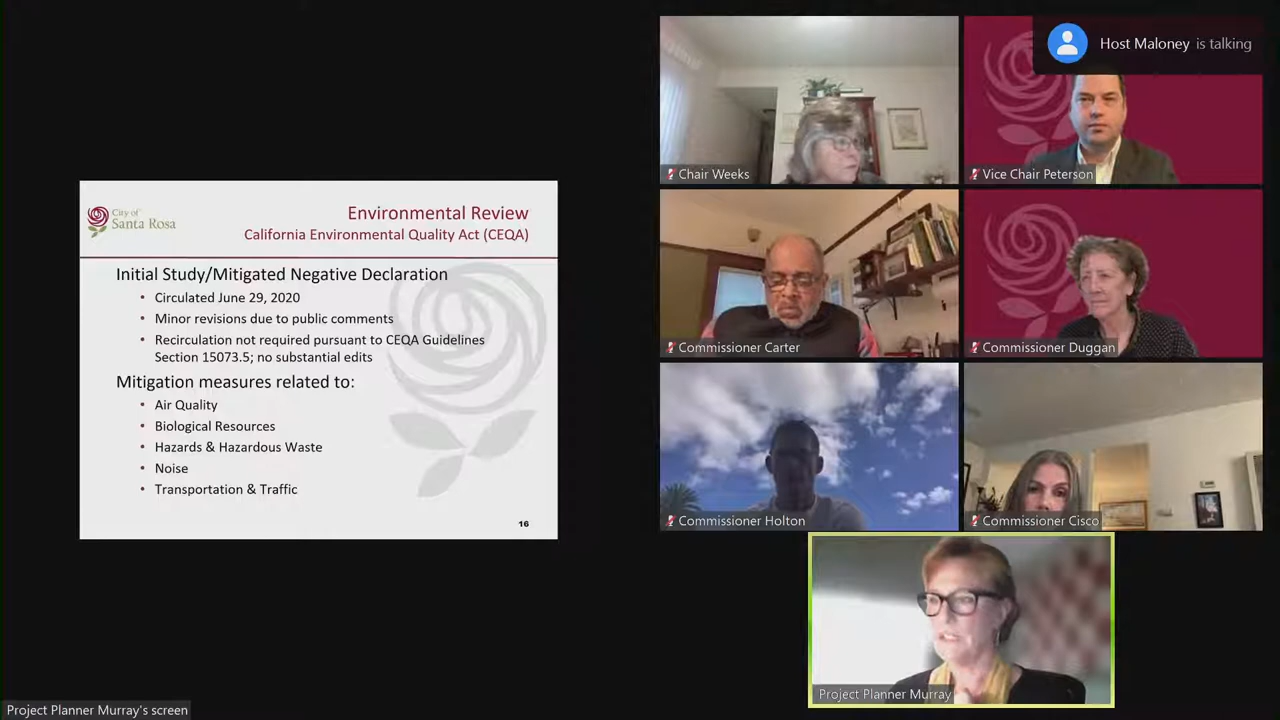 City of
Santa Rosa
Environmental Review
California Environmental Quality Act (CEQA)
Initial Study/Mitigated Negative Declaration
• Circulated June 29, 2020
• Minor revisions due to public comments
• Recirculation not required pursuant to CEQA Guidelines
Section 15073.5; no substantial edits
Mitigation measures related to:
• Air Quality
• Biological Resources
• Hazards & Hazardous Waste
• Noise
• Transportation & Traffic
16
Project Planner Murray's screen
Host Maloney is talking
Chair Weeks
Vice Chair Peterson
Commissioner Carter
Commissioner Duggan
Commissioner Holton
Commissioner Cisco
Project Planner Murray